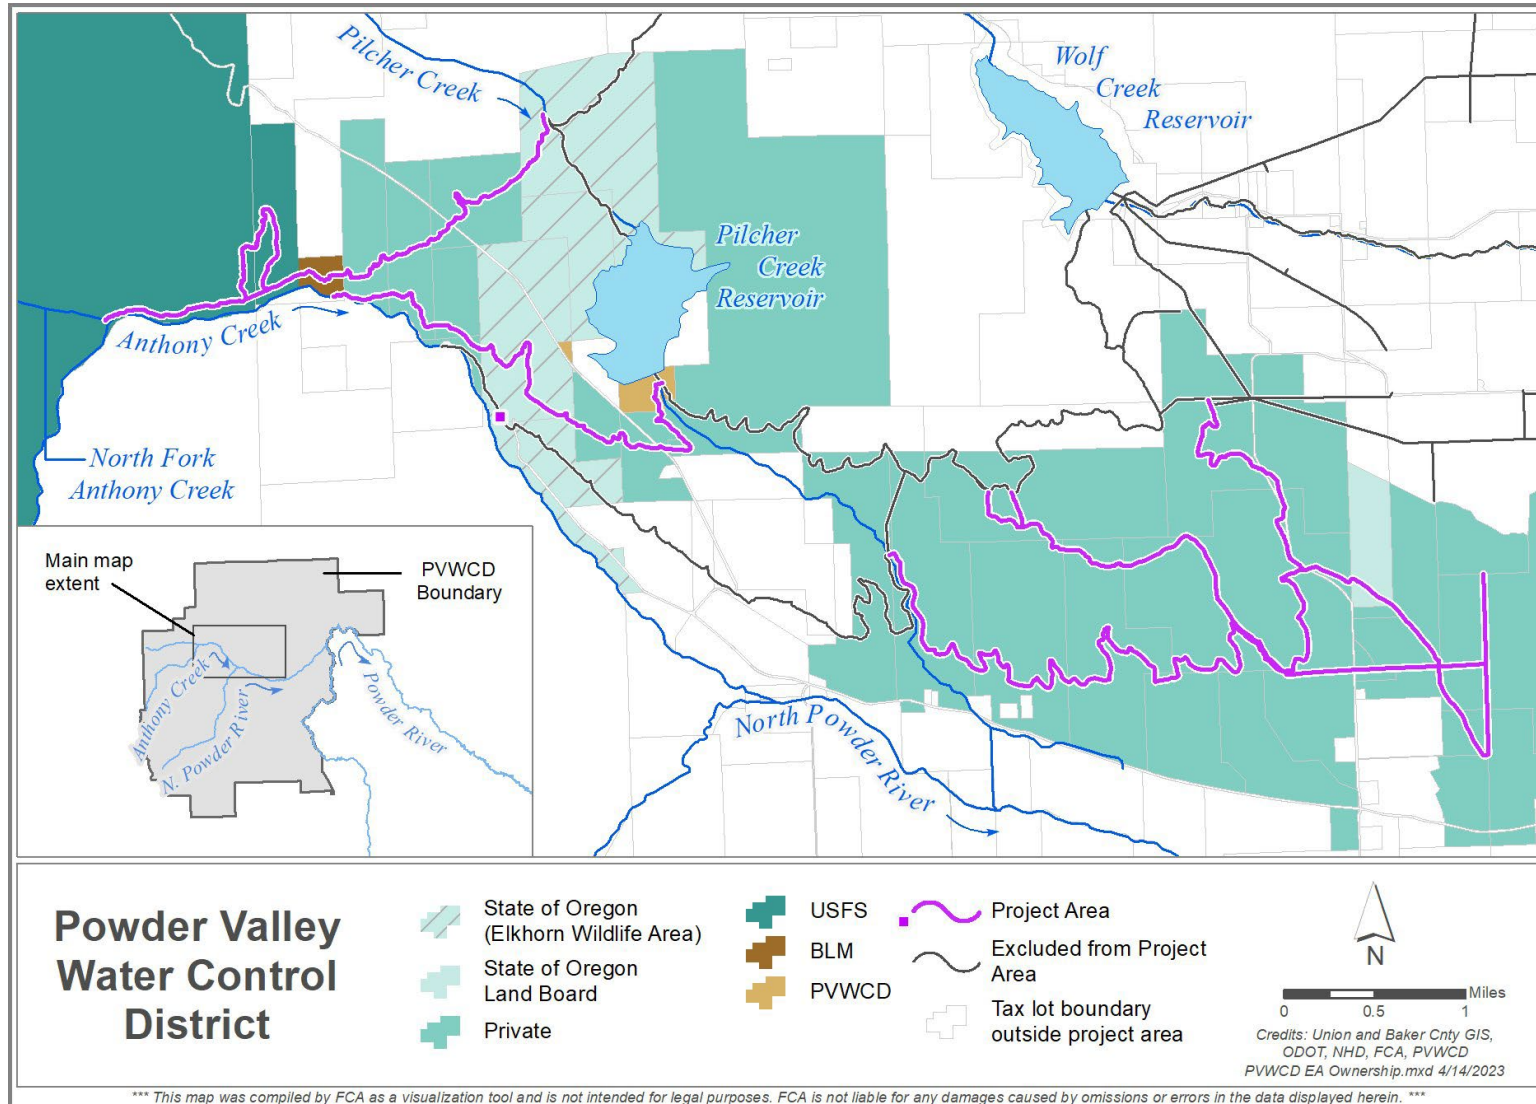 Pilcher Creek
Wolf
Creek
Reservoir
Pilcher
Creek
Reservoir
Anthony Creek
North Fork
Anthony Creek
North Powder River
Main map
extent
PVWCD
Boundary
Anthony Creek
N. Powder River
Powder River
Powder Valley
Water Control
District
State of Oregon
(Elkhorn Wildlife Area)
State of Oregon
Land Board
Private
USFS
BLM
PVWCD
Project Area
Excluded from Project
Area
Tax lot boundary
outside project area
N
Miles
0 0.5 1
Credits: Union and Baker Cnty GIS,
ODOT, NHD, FCA, PVWCD
PVWCD EA Ownership.mxd 4/14/2023
*** This map was compiled by FCA as a visualization tool and is not intended for legal purposes. FCA is not liable for any damages caused by omissions or errors in the data displayed herein. ***